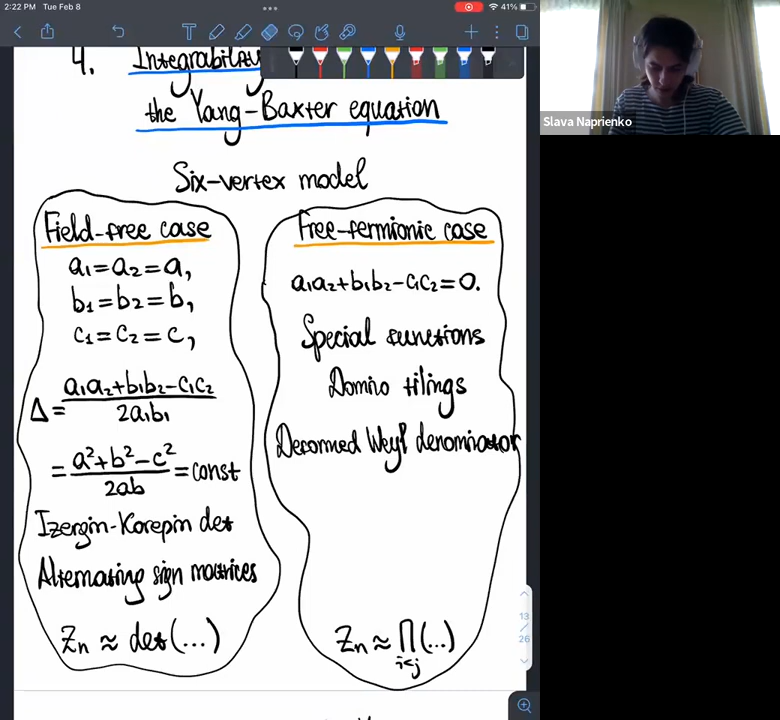 2:22 PM Tue Feb 8
41%
4. Integrability
the Yang-Baxter equation
Six-vertex model
Field-free case
a₁=a₂=a,
b₁=b₂=b,
c₁=c₂=c,
Δ= (a₁a₂+b₁b₂-c₁c₂)/(2a₁b₁)
= (a²+b²-c²)/(2ab) = const
Izergin-Korepin det
Alternating sign matrices
Zₙ ≈ det(...)
Free-fermionic case
a₁a₂+b₁b₂-c₁c₂=0.
Special functions
Domino tilings
Deformed Weyl denominator
Zₙ ≈ ∏_{i<j}(...)
13
/
26
Slava Naprienko